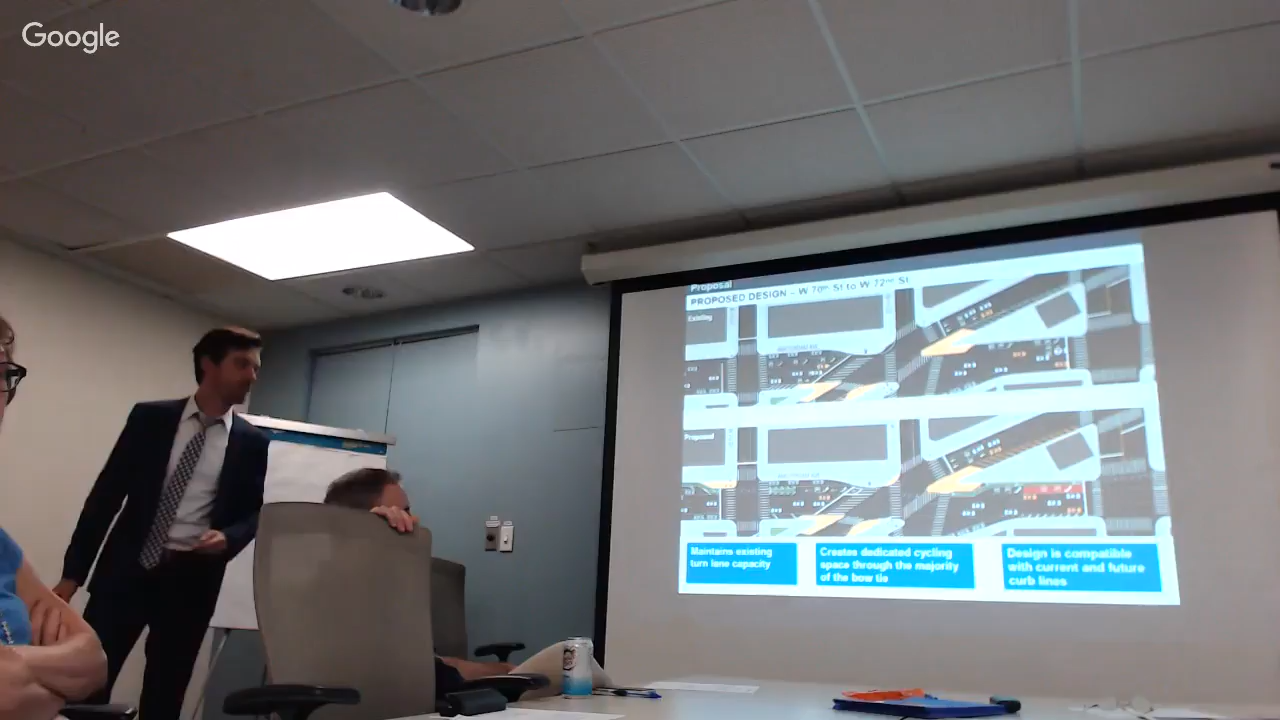 Google
Proposal
PROPOSED DESIGN – W 70th St to W 72nd St
Existing
Proposed
Maintains existing
turn lane capacity
Creates dedicated cycling
space through the majority
of the bow tie
Design is compatible
with current and future
curb lines